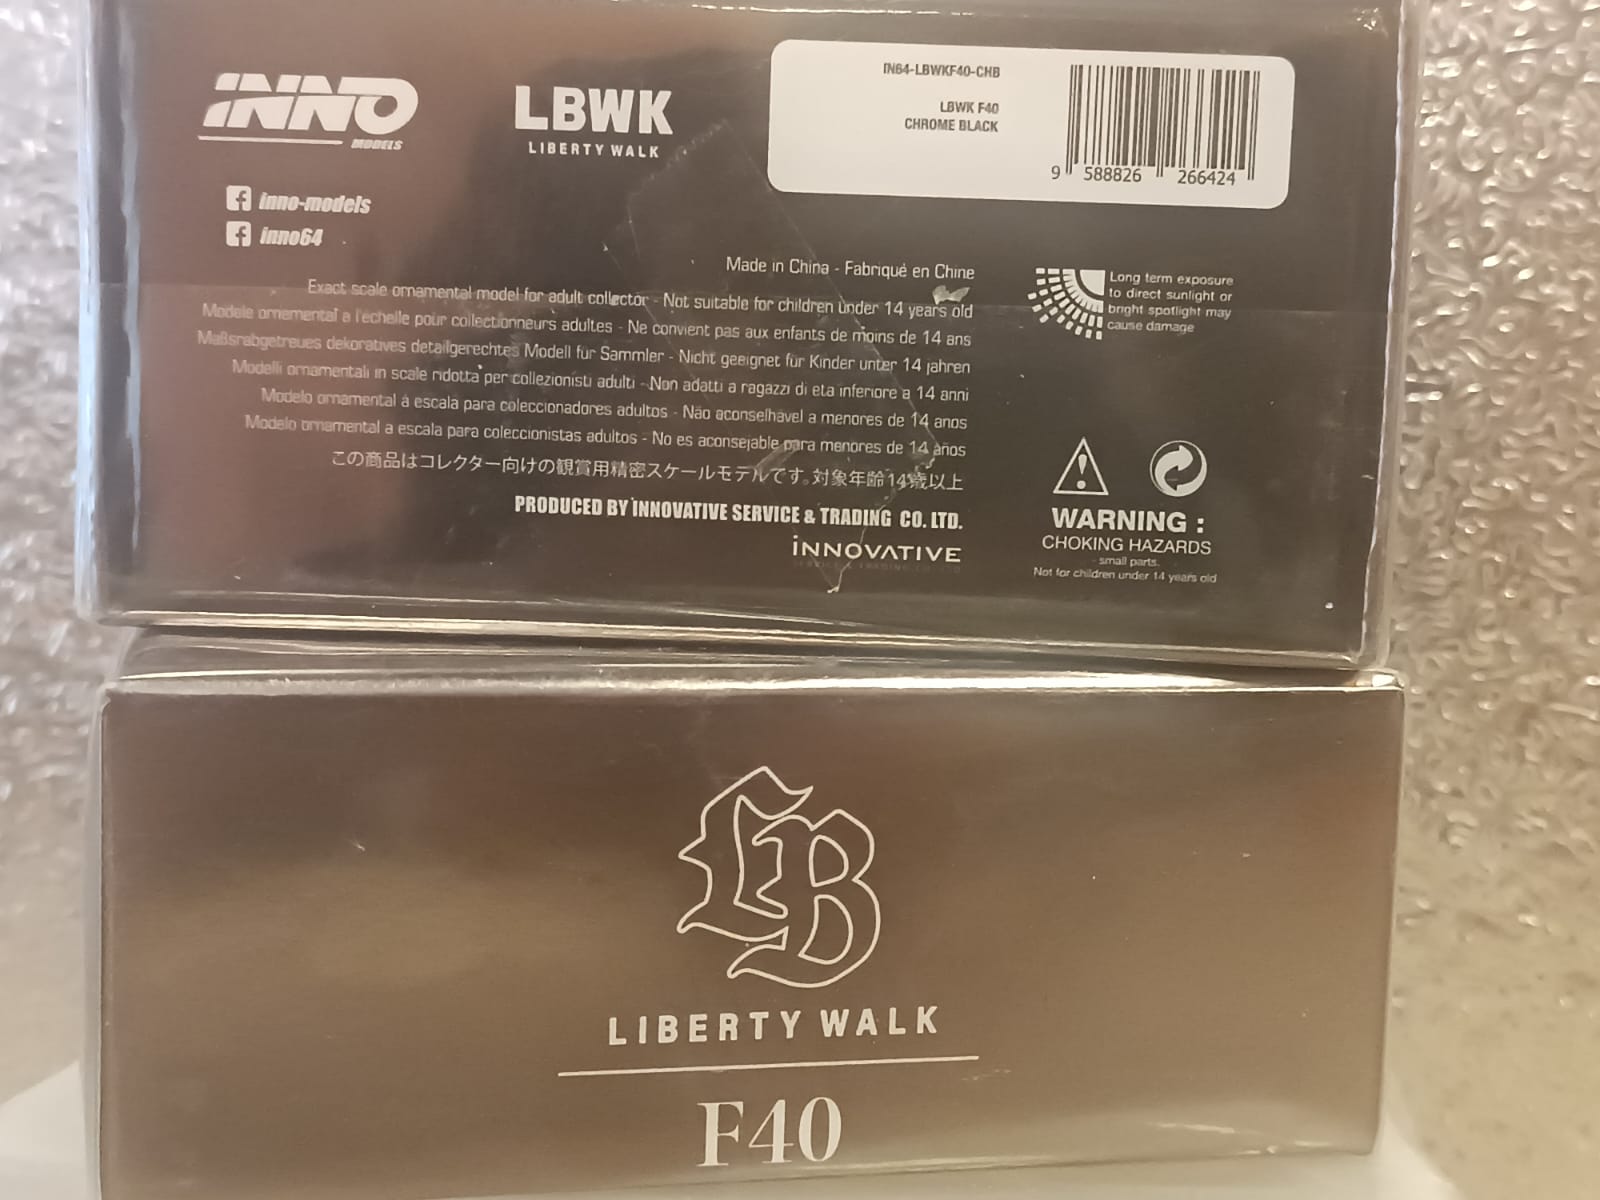 INNO
MODELS
LBWK
LIBERTY WALK
IN64-LBWKF40-CHB
LBWK F40
CHROME BLACK
9 588826 266424
inno-models
inno64
Made in China - Fabriqué en Chine
Exact scale ornamental model for adult collector - Not suitable for children under 14 years old
Modele ornemental a l'echelle pour collectionneurs adultes - Ne convient pas aux enfants de moins de 14 ans
Maßsrabgetreues dekoratives detailgerechtes Modell für Sammler - Nicht geeignet für Kinder unter 14 jahren
Modelli ornamentali in scale ridotta per collezionisti adulti - Non adatti a ragazzi di eta inferiore a 14 anni
Modelo ornamental á escala para coleccionadores adultos - Não aconselhavel a menores de 14 anos
Modelo ornamental a escala para coleccionistas adultos - No es aconsejable para menores de 14 años
この商品はコレクター向けの観賞用精密スケールモデルです。対象年齢14歳以上
PRODUCED BY INNOVATIVE SERVICE & TRADING CO. LTD.
iNNOVATIVE
SERVICE & TRADING CO. LTD
Long term exposure
to direct sunlight or
bright spotlight may
cause damage
WARNING :
CHOKING HAZARDS
small parts.
Not for children under 14 years old
LB
LIBERTY WALK
F40